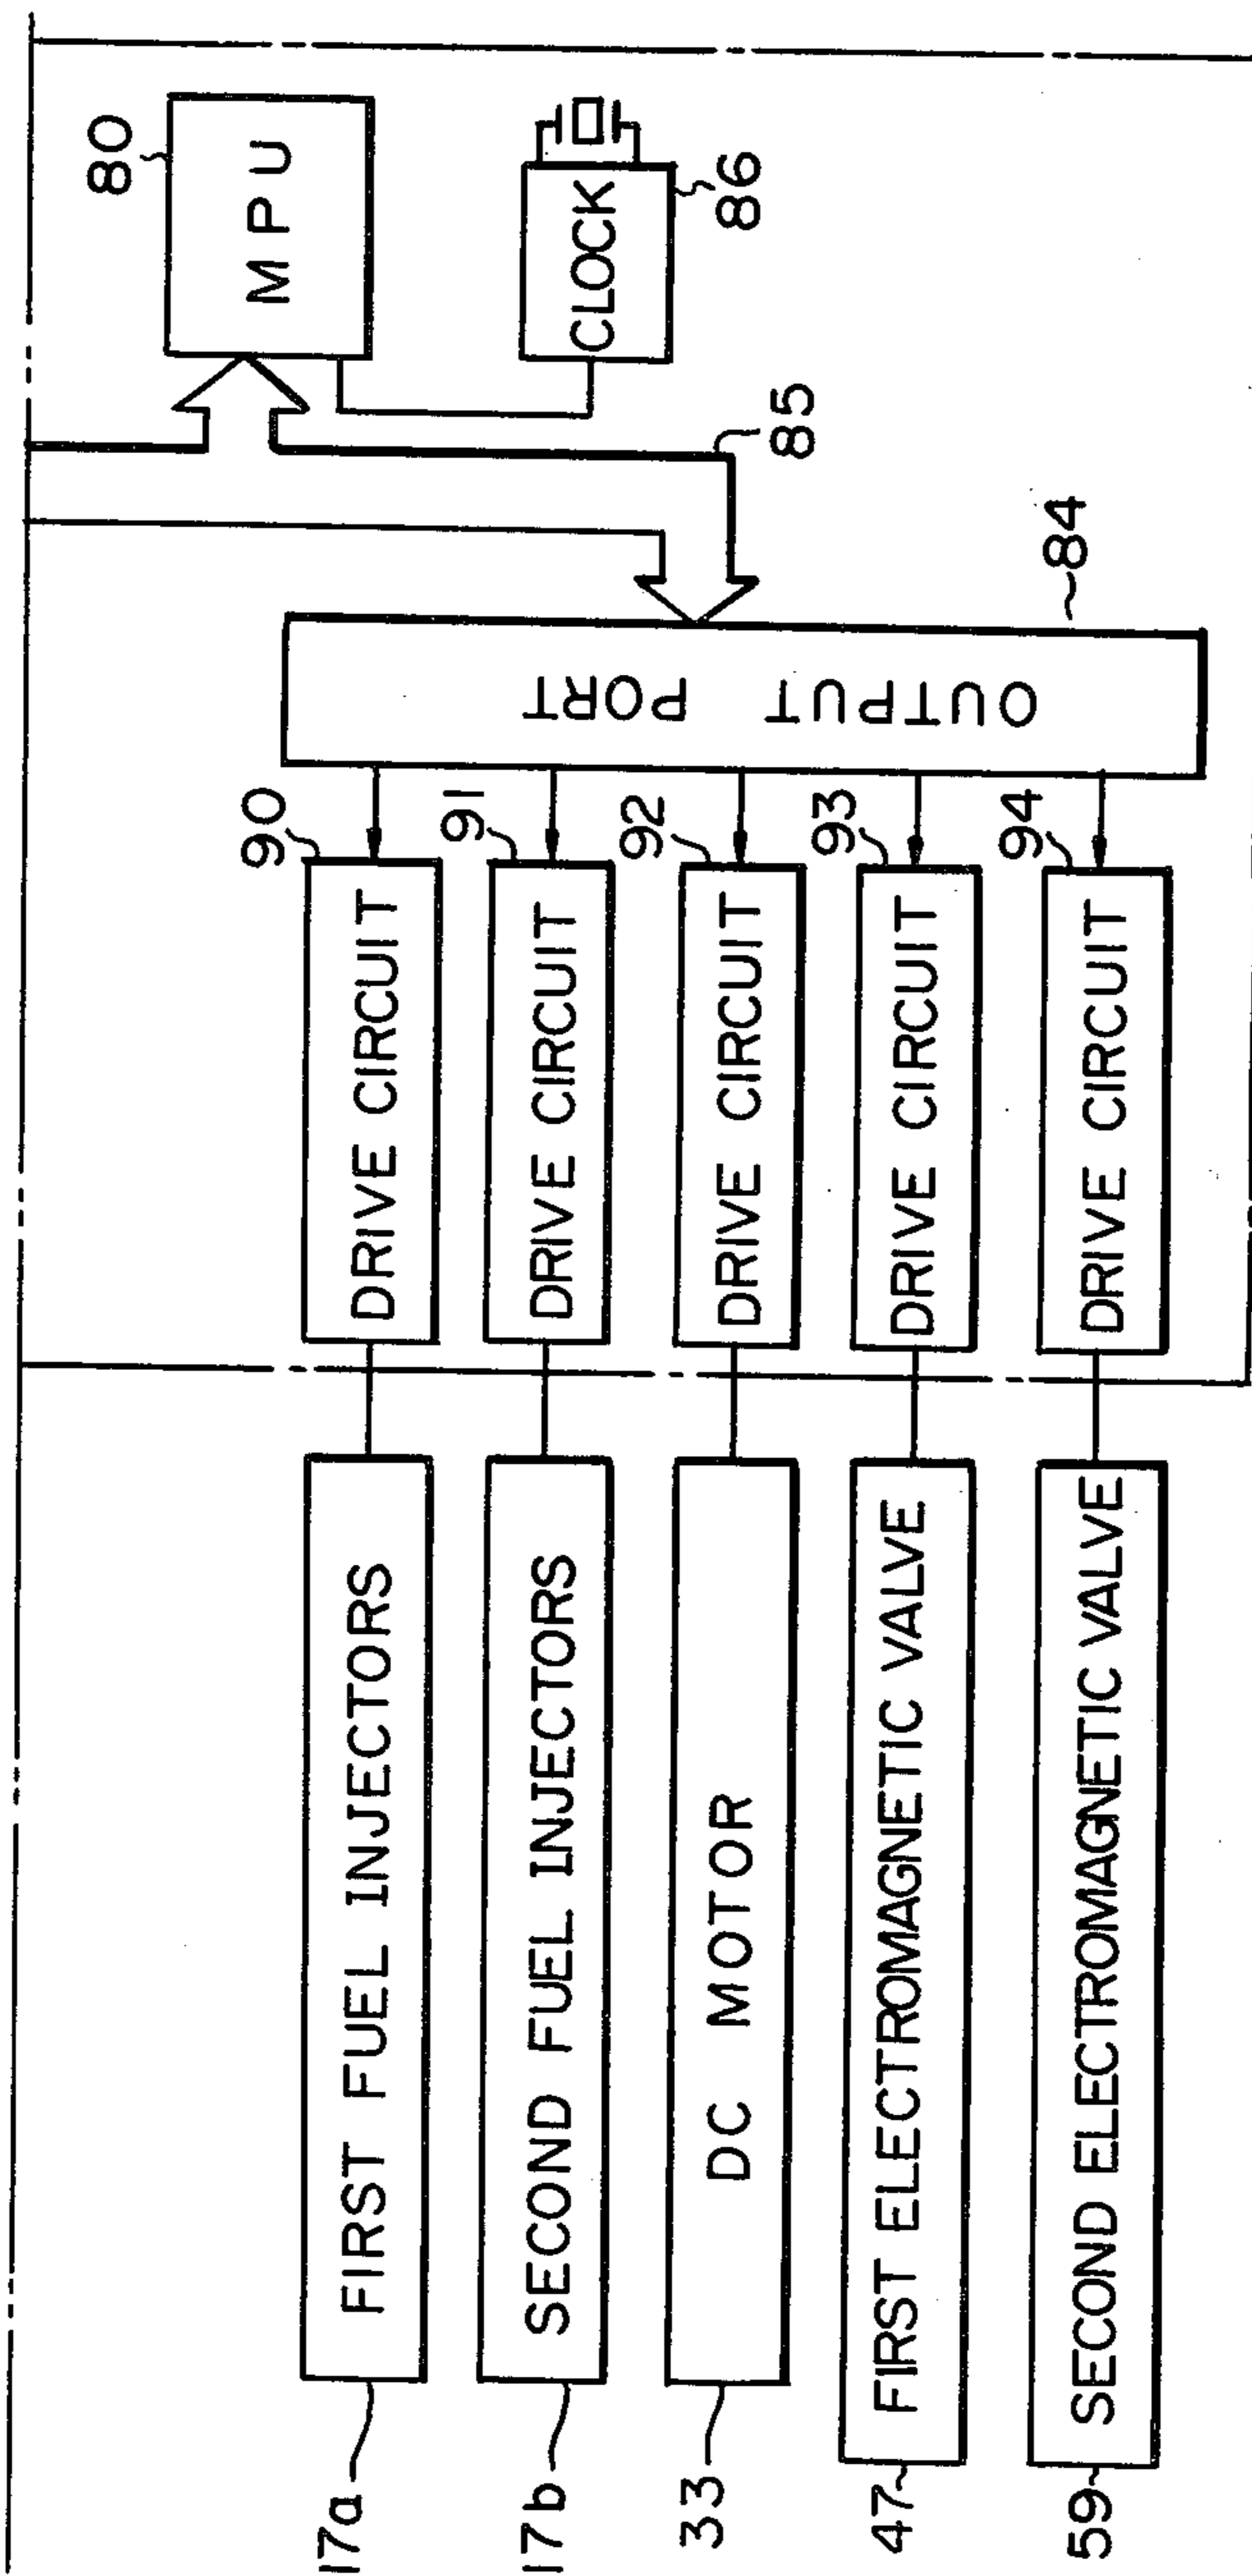 80
MPU
CLOCK
86
85
84
OUTPUT PORT
90
DRIVE CIRCUIT
91
DRIVE CIRCUIT
92
DRIVE CIRCUIT
93
DRIVE CIRCUIT
94
DRIVE CIRCUIT
17a
FIRST FUEL INJECTORS
17b
SECOND FUEL INJECTORS
33
DC MOTOR
47
FIRST ELECTROMAGNETIC VALVE
59
SECOND ELECTROMAGNETIC VALVE